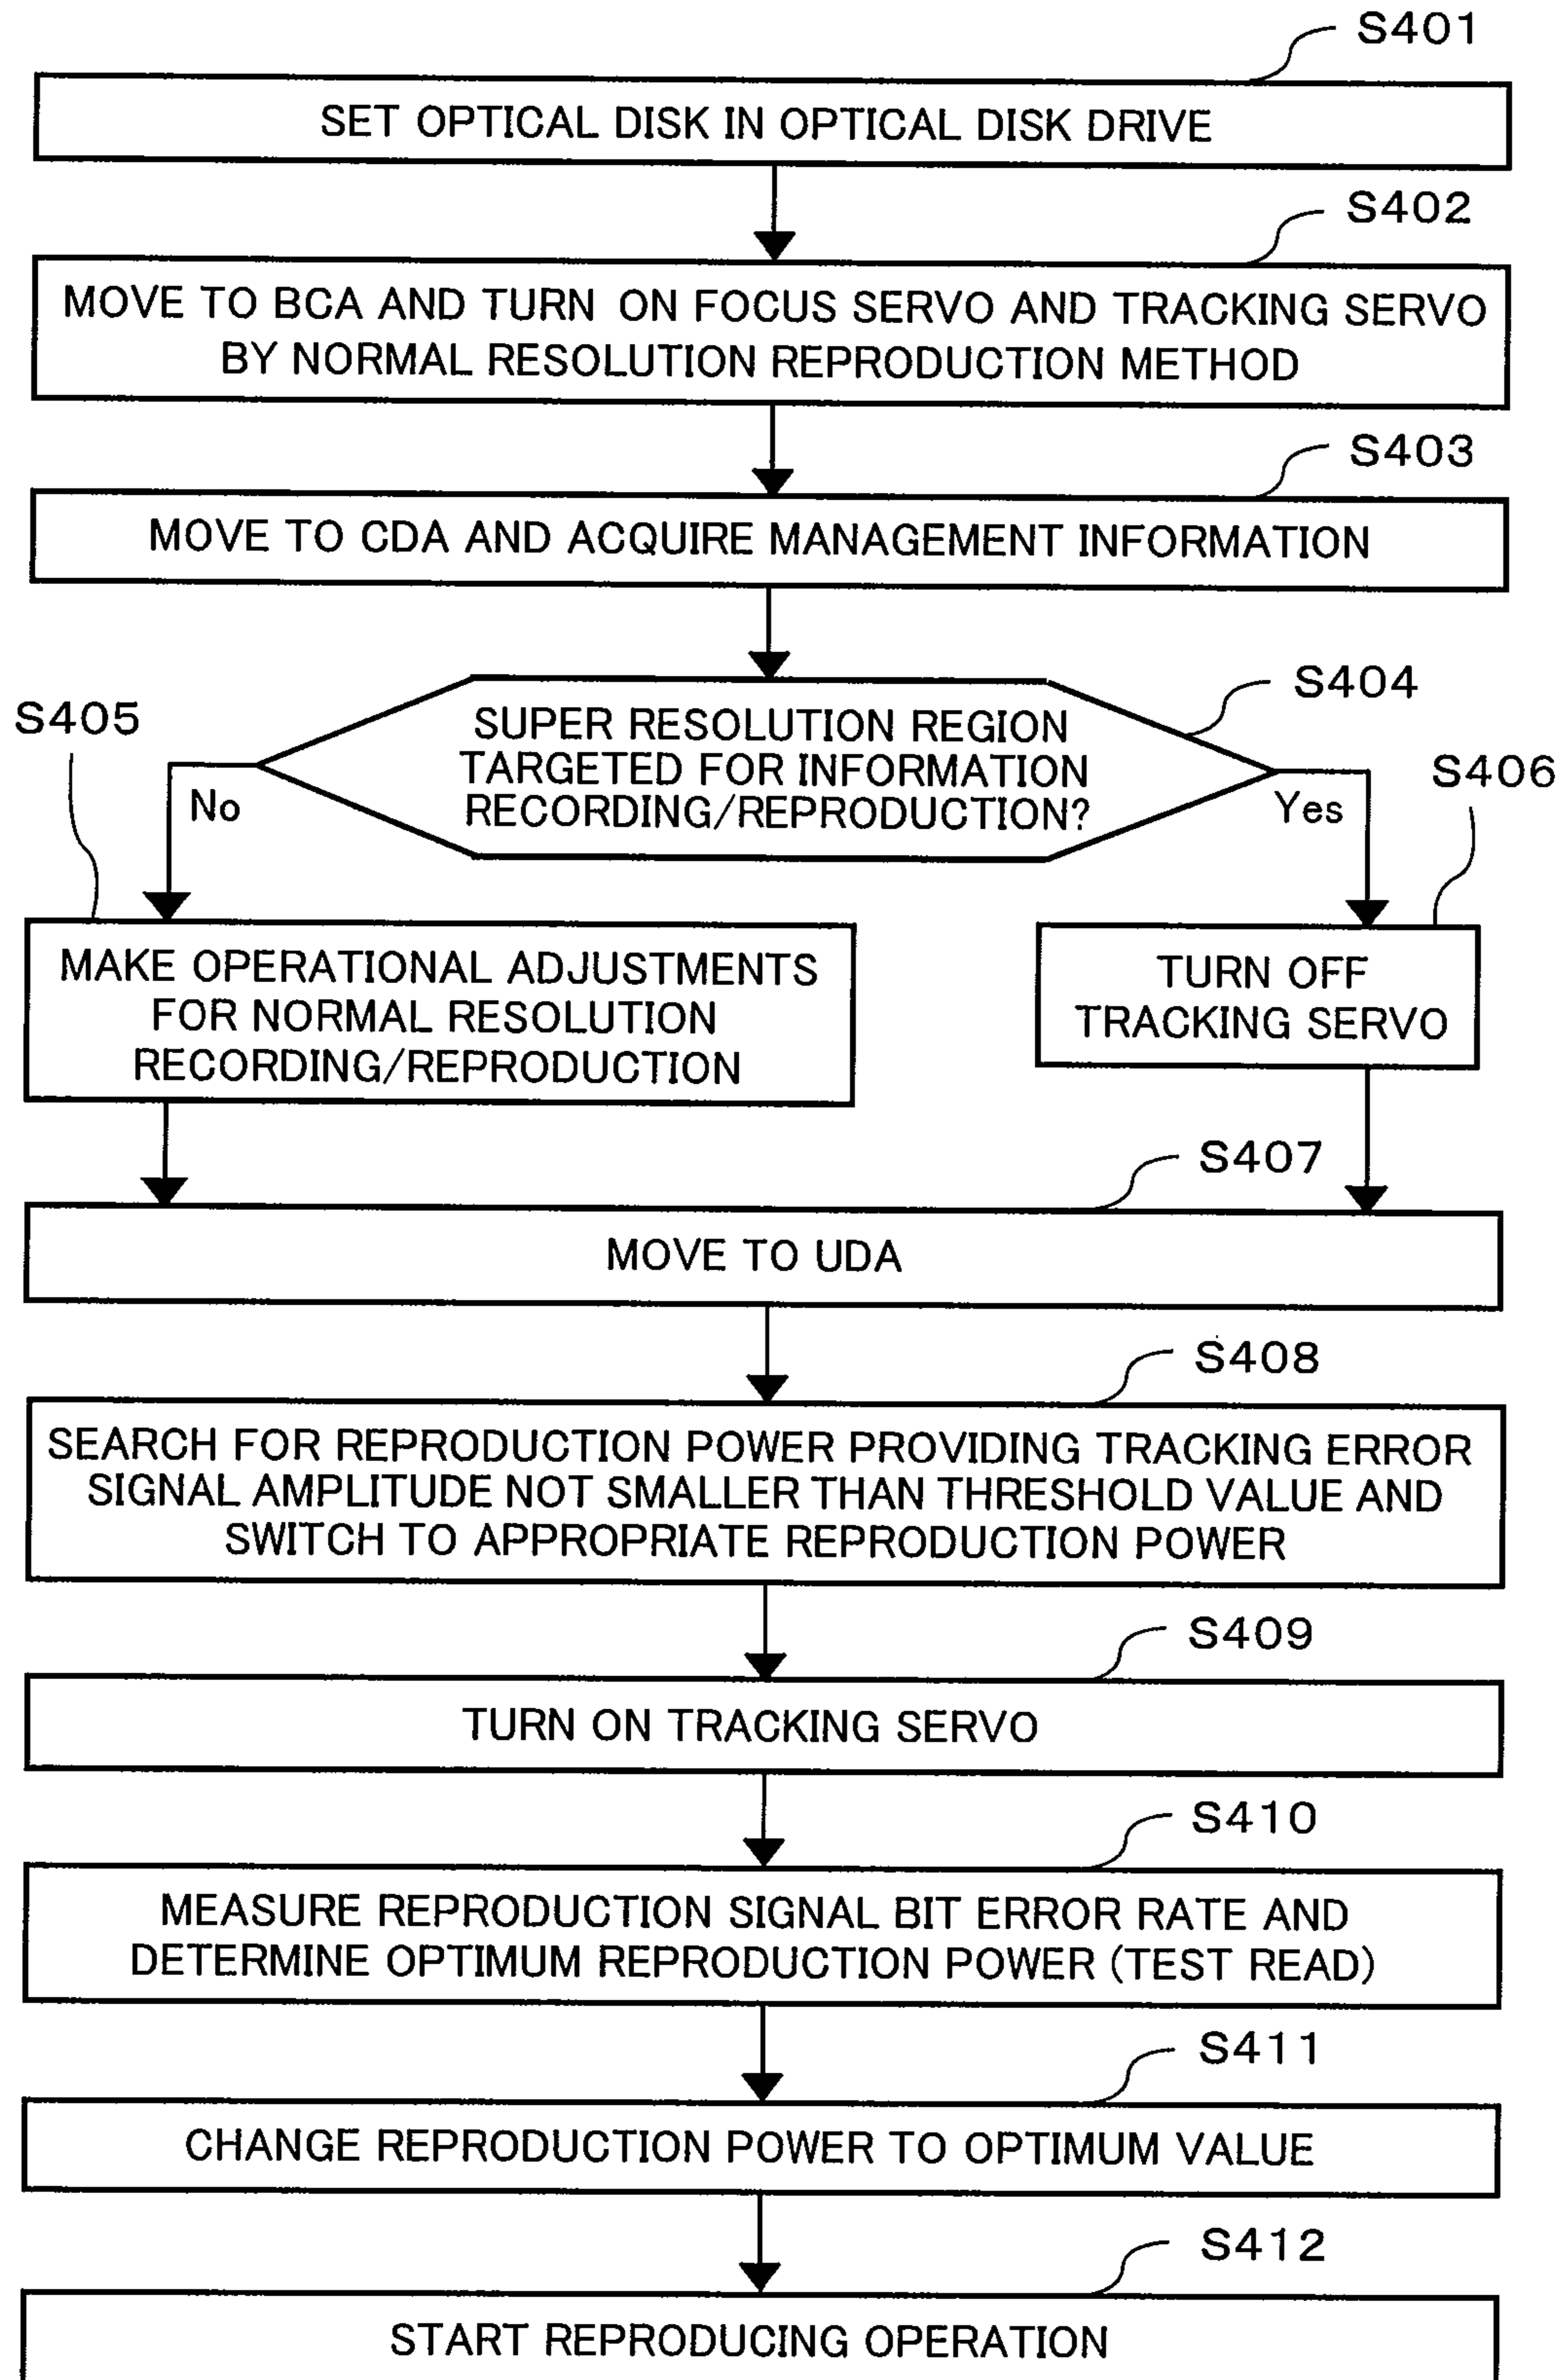 S401
SET OPTICAL DISK IN OPTICAL DISK DRIVE
S402
MOVE TO BCA AND TURN ON FOCUS SERVO AND TRACKING SERVO
BY NORMAL RESOLUTION REPRODUCTION METHOD
S403
MOVE TO CDA AND ACQUIRE MANAGEMENT INFORMATION
S404
SUPER RESOLUTION REGION
TARGETED FOR INFORMATION
RECORDING/REPRODUCTION?
No
Yes
S405
MAKE OPERATIONAL ADJUSTMENTS
FOR NORMAL RESOLUTION
RECORDING/REPRODUCTION
S406
TURN OFF
TRACKING SERVO
S407
MOVE TO UDA
S408
SEARCH FOR REPRODUCTION POWER PROVIDING TRACKING ERROR
SIGNAL AMPLITUDE NOT SMALLER THAN THRESHOLD VALUE AND
SWITCH TO APPROPRIATE REPRODUCTION POWER
S409
TURN ON TRACKING SERVO
S410
MEASURE REPRODUCTION SIGNAL BIT ERROR RATE AND
DETERMINE OPTIMUM REPRODUCTION POWER (TEST READ)
S411
CHANGE REPRODUCTION POWER TO OPTIMUM VALUE
S412
START REPRODUCING OPERATION